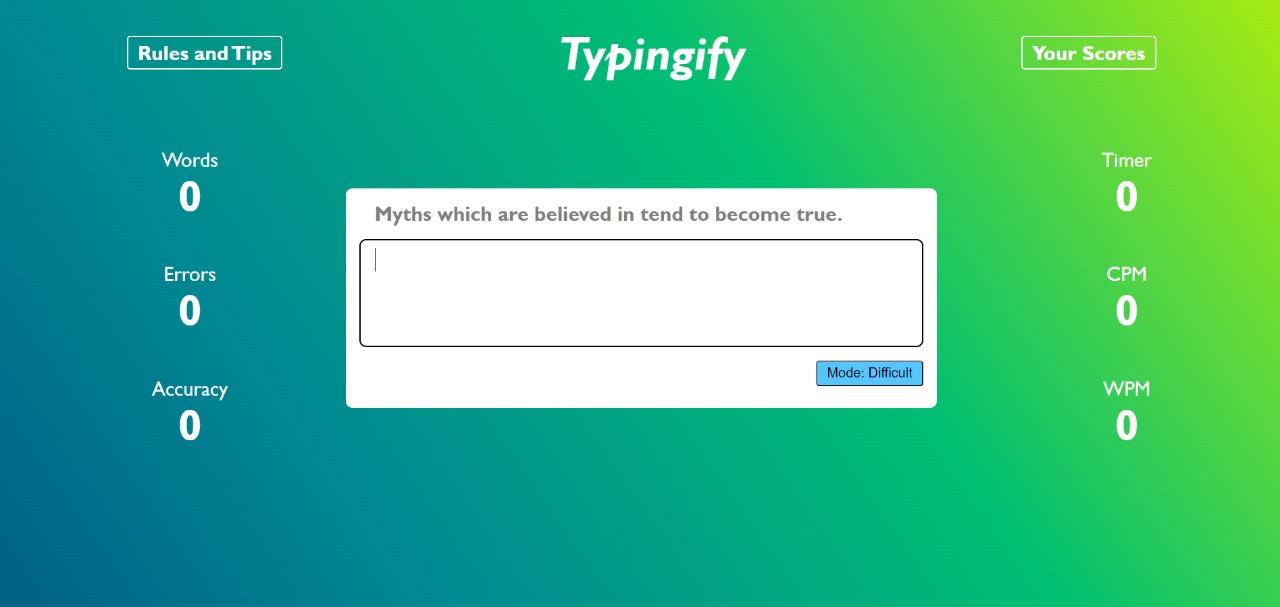 Rules and Tips
Typingify
Your Scores
Words
0
Timer
0
Myths which are believed in tend to become true.
Errors
0
CPM
0
Mode: Difficult
Accuracy
0
WPM
0